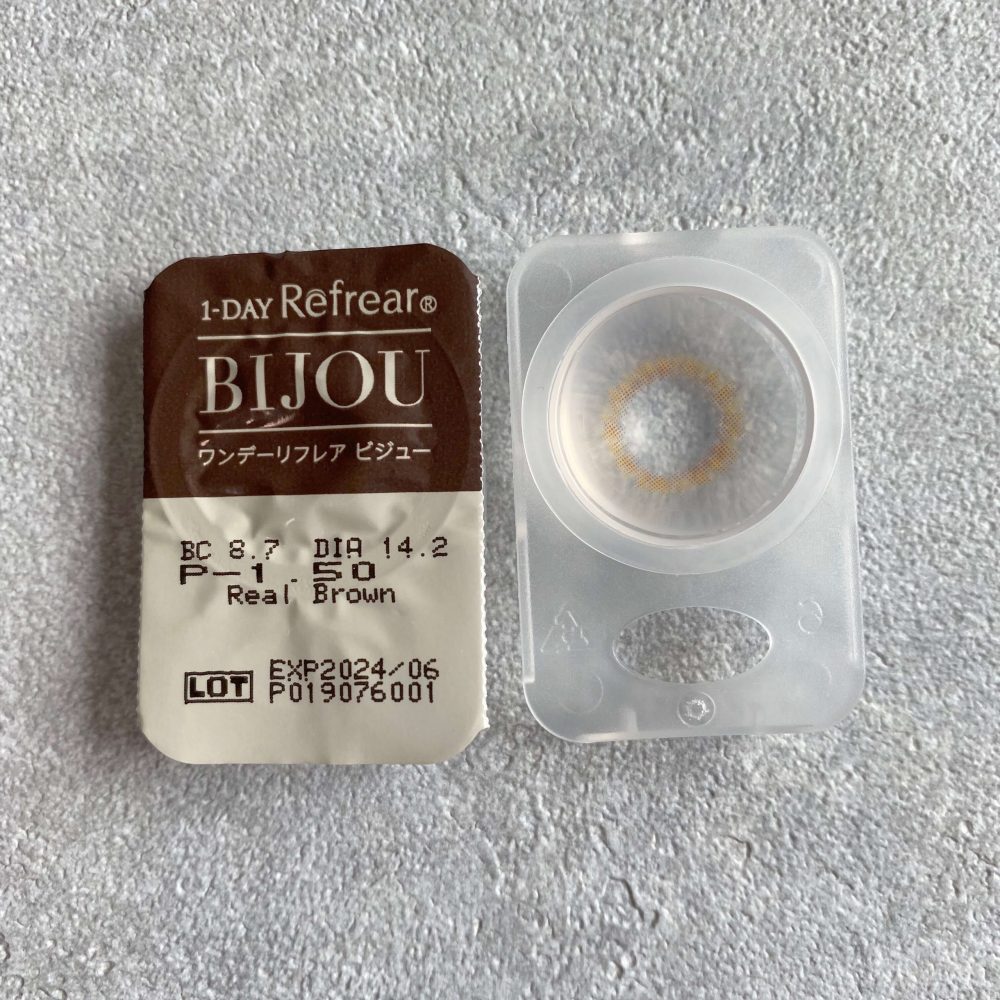 1-DAY Refrear®
BIJOU
ワンデーリフレア ビジュー
BC 8.7 DIA 14.2
P-1.50
Real Brown
LOT EXP2024/06
P019076001